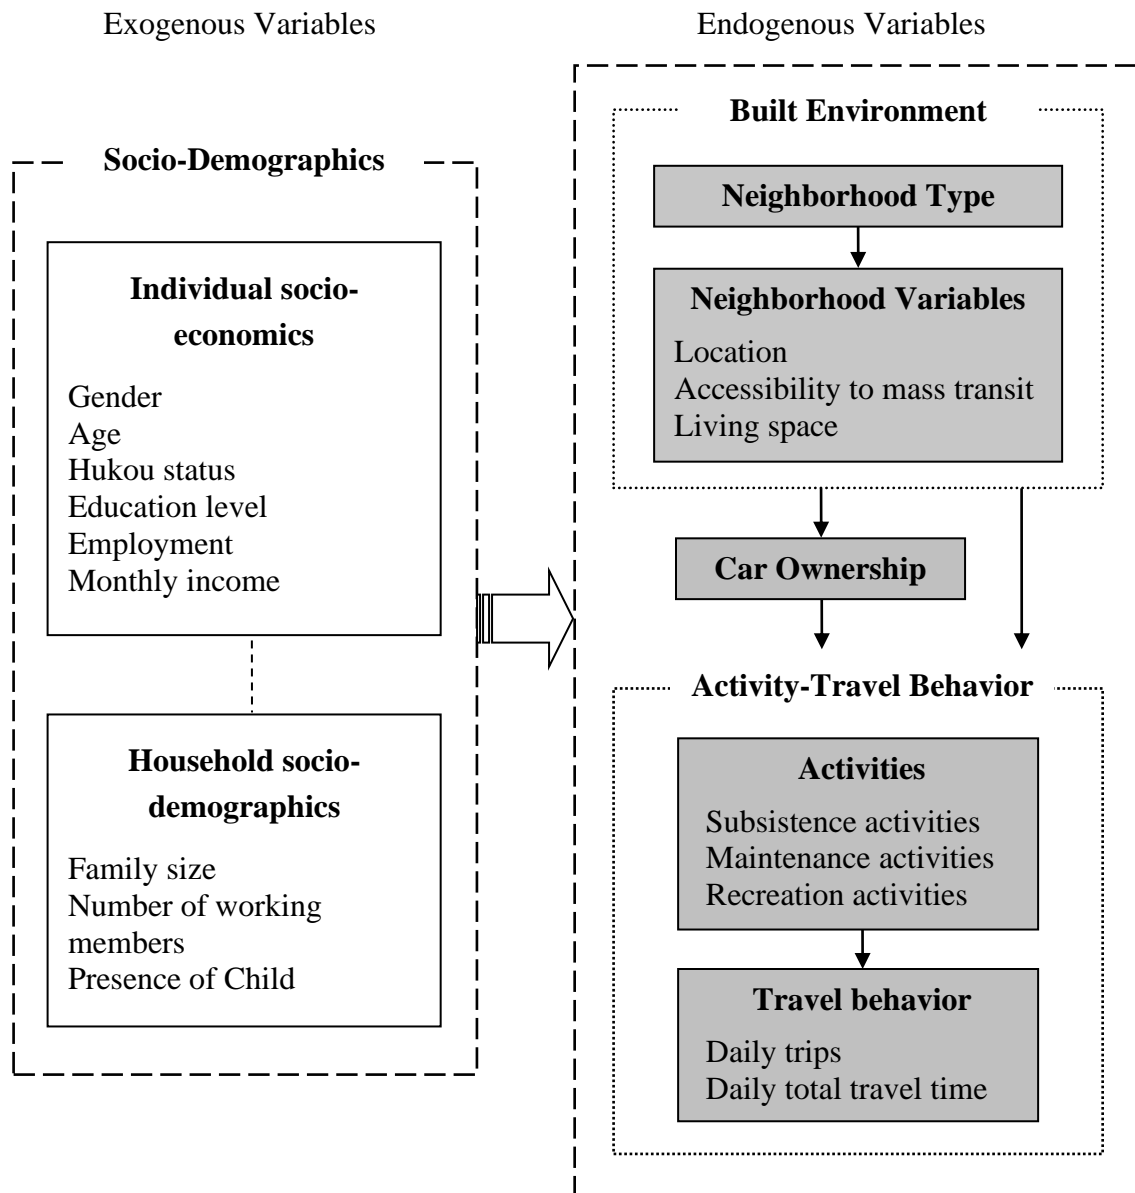 Exogenous Variables
Endogenous Variables
Socio-Demographics
Individual socio-
economics
Gender
Age
Hukou status
Education level
Employment
Monthly income
Household socio-
demographics
Family size
Number of working
members
Presence of Child
Built Environment
Neighborhood Type
Neighborhood Variables
Location
Accessibility to mass transit
Living space
Car Ownership
Activity-Travel Behavior
Activities
Subsistence activities
Maintenance activities
Recreation activities
Travel behavior
Daily trips
Daily total travel time